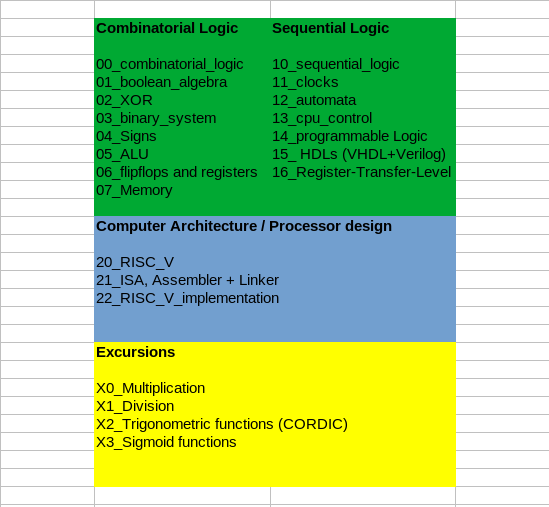 Combinatorial Logic
00_combinatorial_logic
01_boolean_algebra
02_XOR
03_binary_system
04_Signs
05_ALU
06_flipflops and registers
07_Memory
Sequential Logic
10_sequential_logic
11_clocks
12_automata
13_cpu_control
14_programmable Logic
15_ HDLs (VHDL+Verilog)
16_Register-Transfer-Level
Computer Architecture / Processor design
20_RISC_V
21_ISA, Assembler + Linker
22_RISC_V_implementation
Excursions
X0_Multiplication
X1_Division
X2_Trigonometric functions (CORDIC)
X3_Sigmoid functions